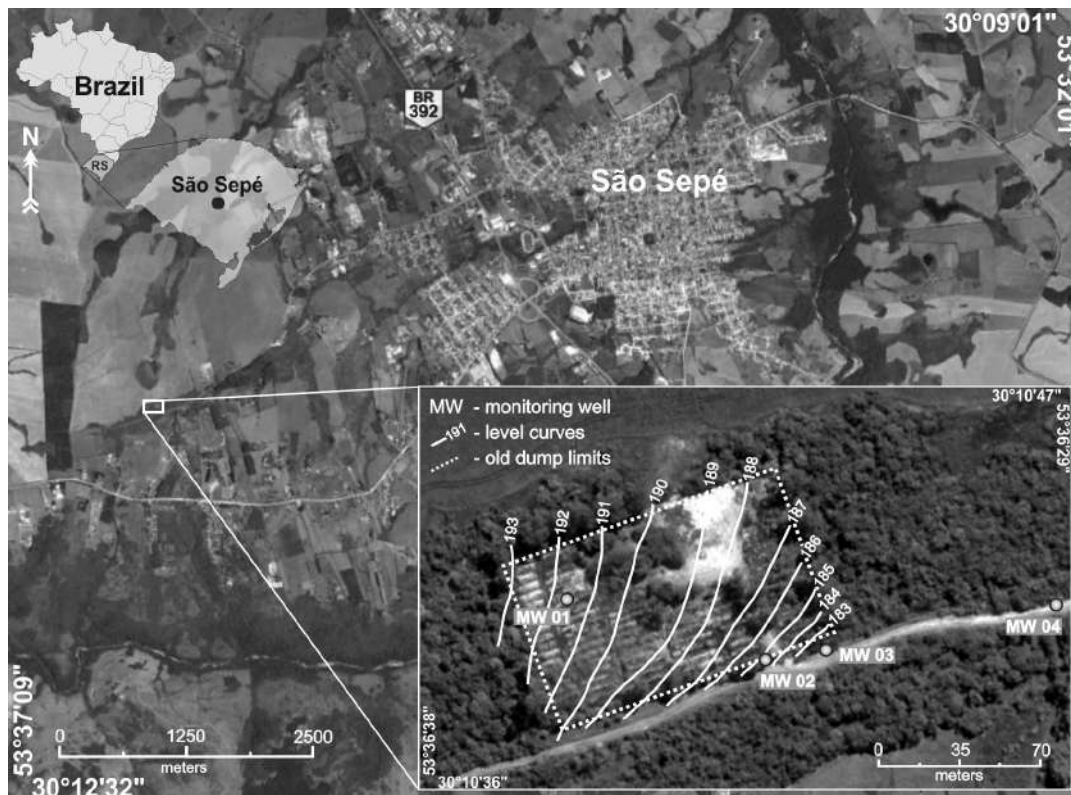 30°09'01"
53°32'01"
Brazil
BR
392
N
RS
São Sepé
São Sepé
MW - monitoring well
191 - level curves
old dump limits
30°10'47"
53°36'29"
193
192
191
190
189
188
187
186
185
184
183
MW 01
MW 02
MW 03
MW 04
53°36'38"
30°10'36"
0 35 70
meters
53°37'09"
0 1250 2500
meters
30°12'32"